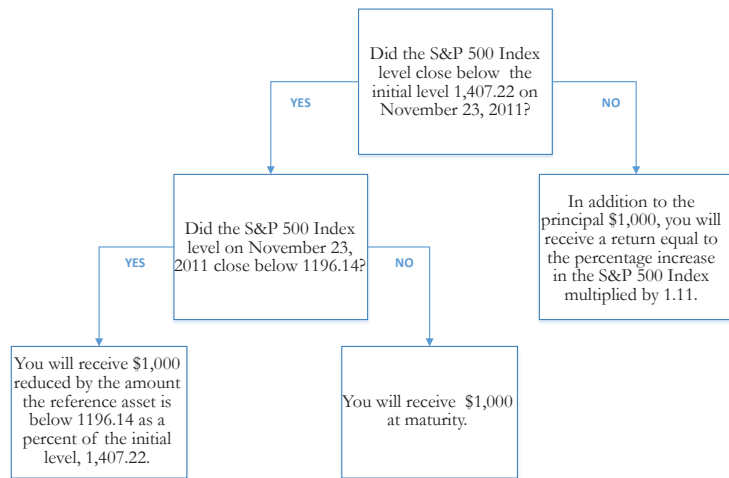 Did the S&P 500 Index
level close below the
initial level 1,407.22 on
November 23, 2011?
YES
NO
Did the S&P 500 Index
level on November 23,
2011 close below 1196.14?
In addition to the
principal $1,000, you will
receive a return equal to
the percentage increase
in the S&P 500 Index
multiplied by 1.11.
YES
NO
You will receive $1,000
reduced by the amount
the reference asset is
below 1196.14 as a
percent of the initial
level, 1,407.22.
You will receive $1,000
at maturity.